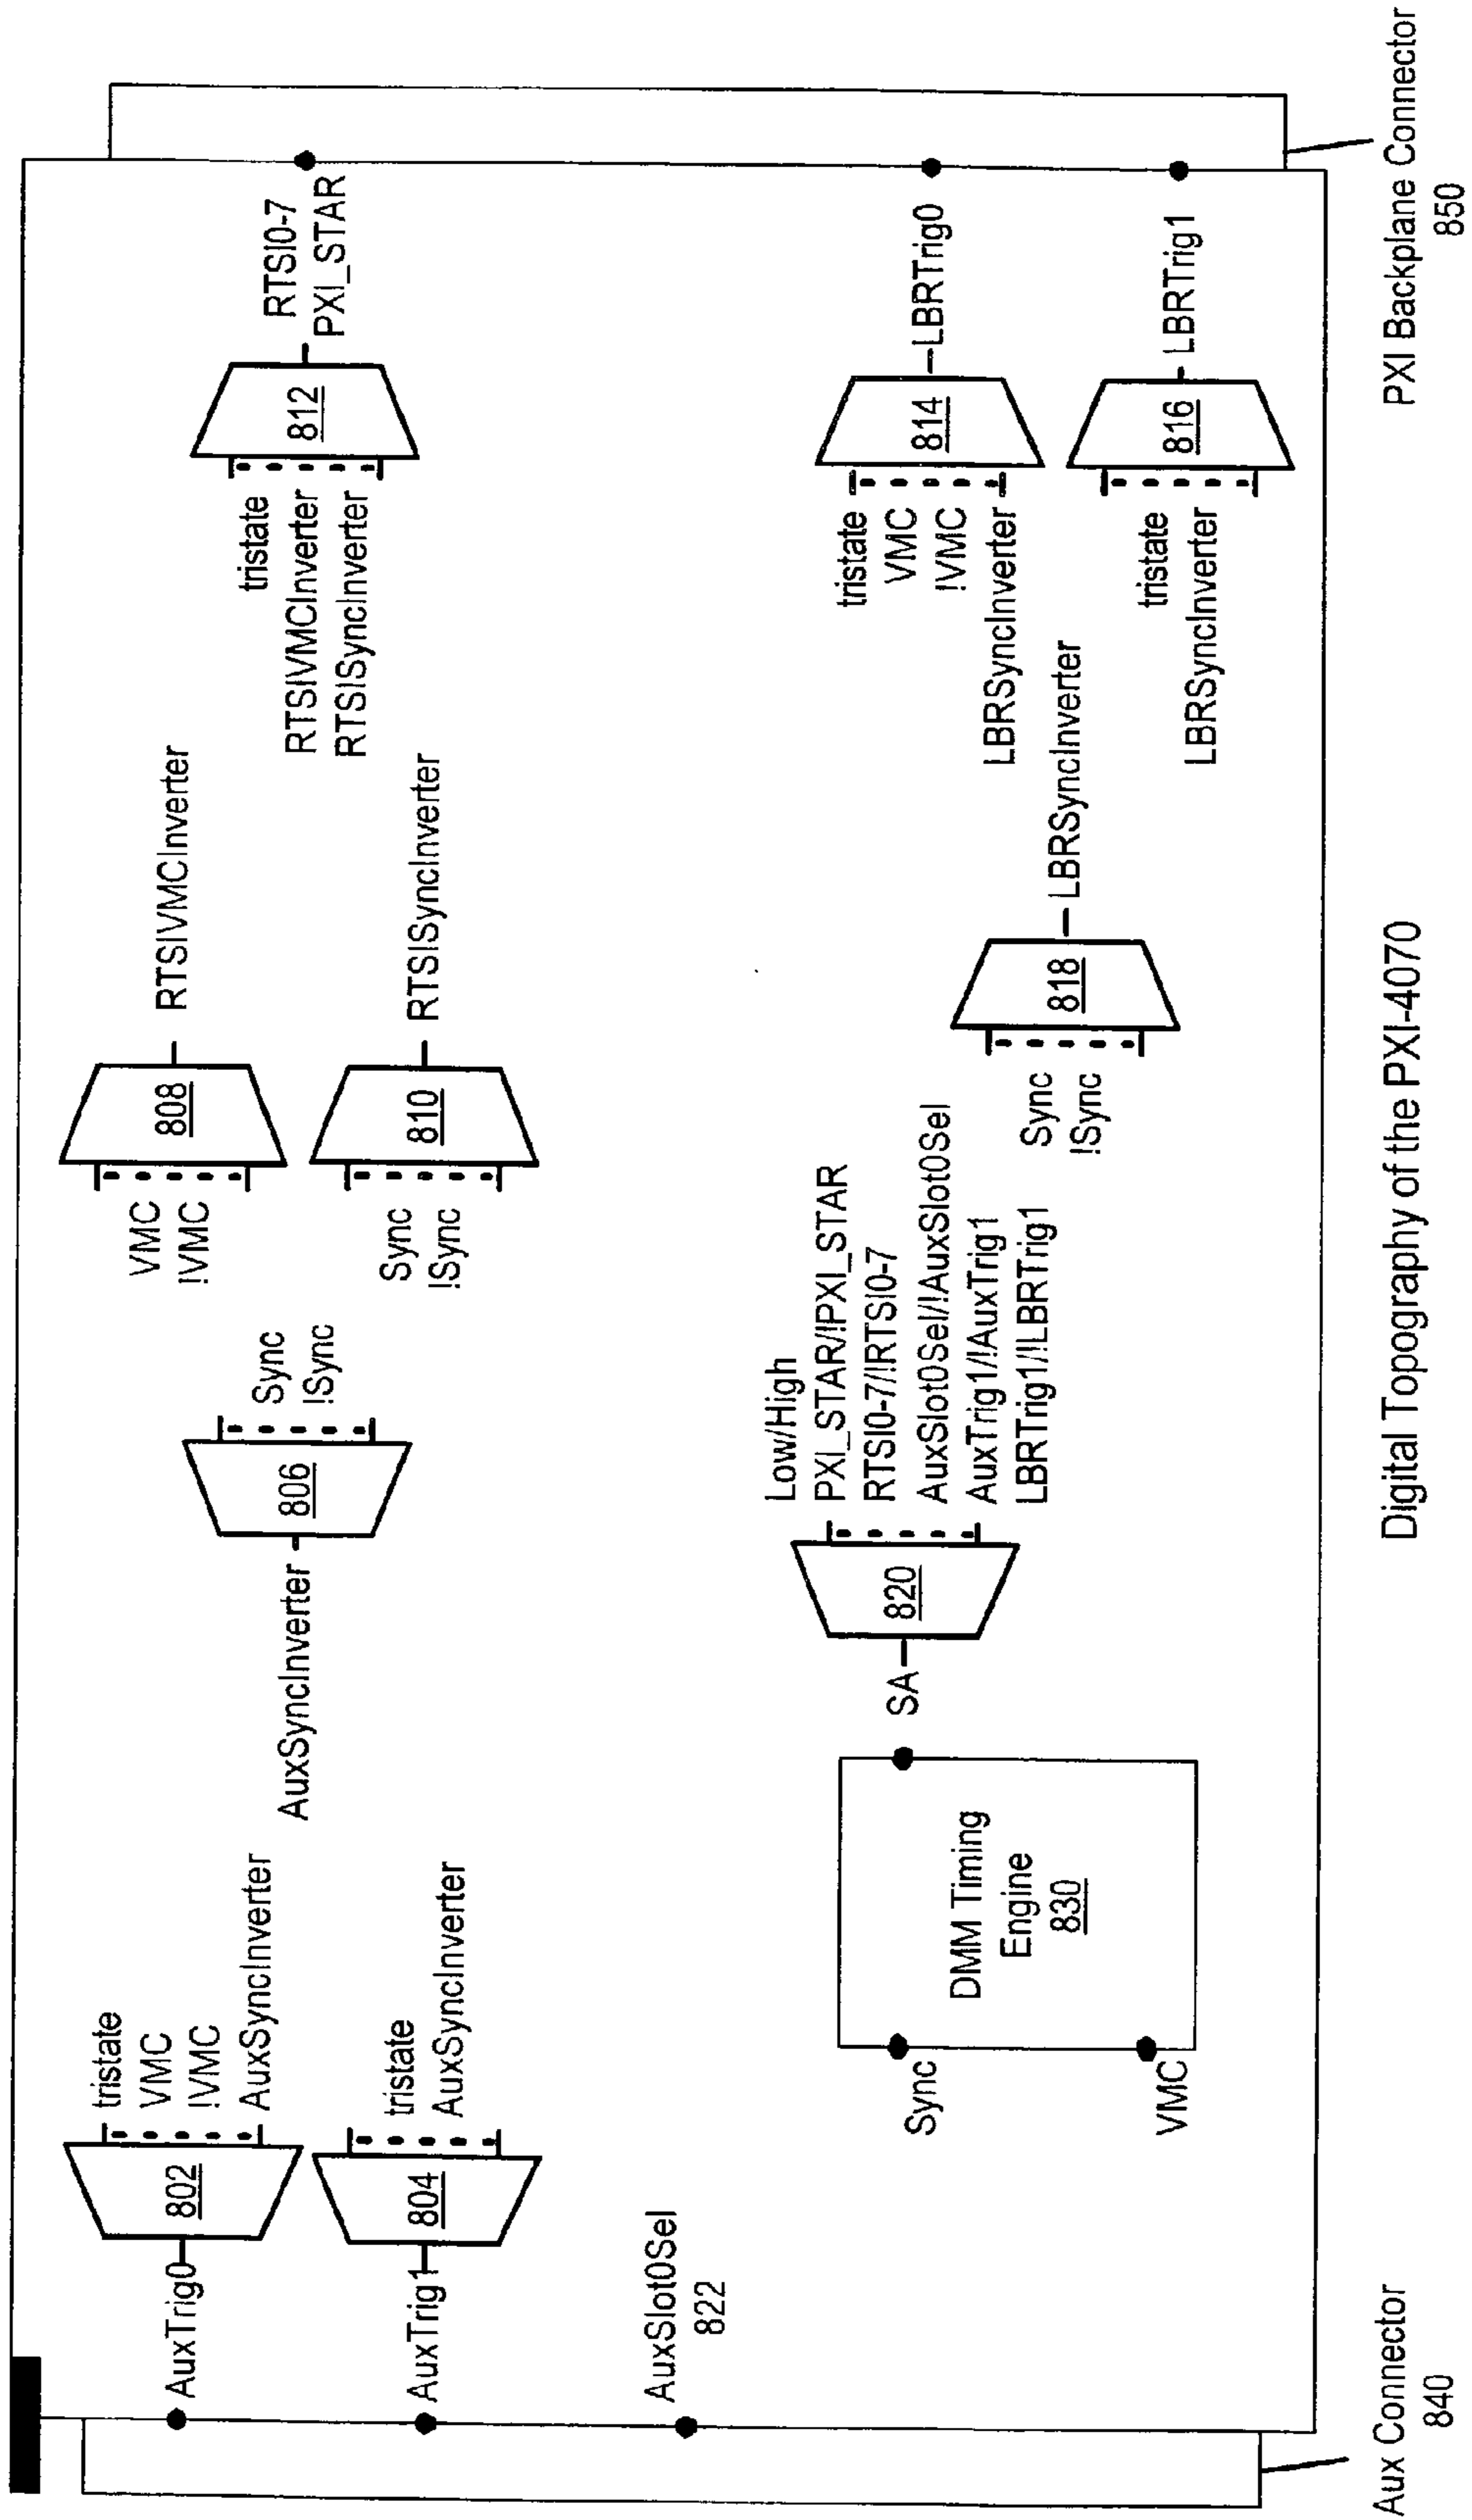 AuxTrig0
802
tristate
VMC
!VMC
AuxSyncInverter
AuxTrig1
804
tristate
AuxSyncInverter
AuxSlot0Sel
822
AuxSyncInverter
806
Sync
!Sync
VMC
!VMC
808
RTSIVMCInverter
Sync
!Sync
810
RTSISyncInverter
tristate
RTSIVMCInverter
RTSISyncInverter
812
RTSI0-7
PXI_STAR
Sync
VMC
DMM Timing
Engine
830
SA
820
Low/High
PXI_STAR/!PXI_STAR
RTSI0-7/!RTSI0-7
AuxSlot0Sel/!AuxSlot0Sel
AuxTrig1/!AuxTrig1
LBRTrig1/!LBRTrig1
Sync
!Sync
818
LBRSyncInverter
tristate
VMC
!VMC
LBRSyncInverter
814
LBRTrig0
tristate
LBRSyncInverter
816
LBRTrig1
Aux Connector
840
Digital Topography of the PXI-4070
PXI Backplane Connector
850